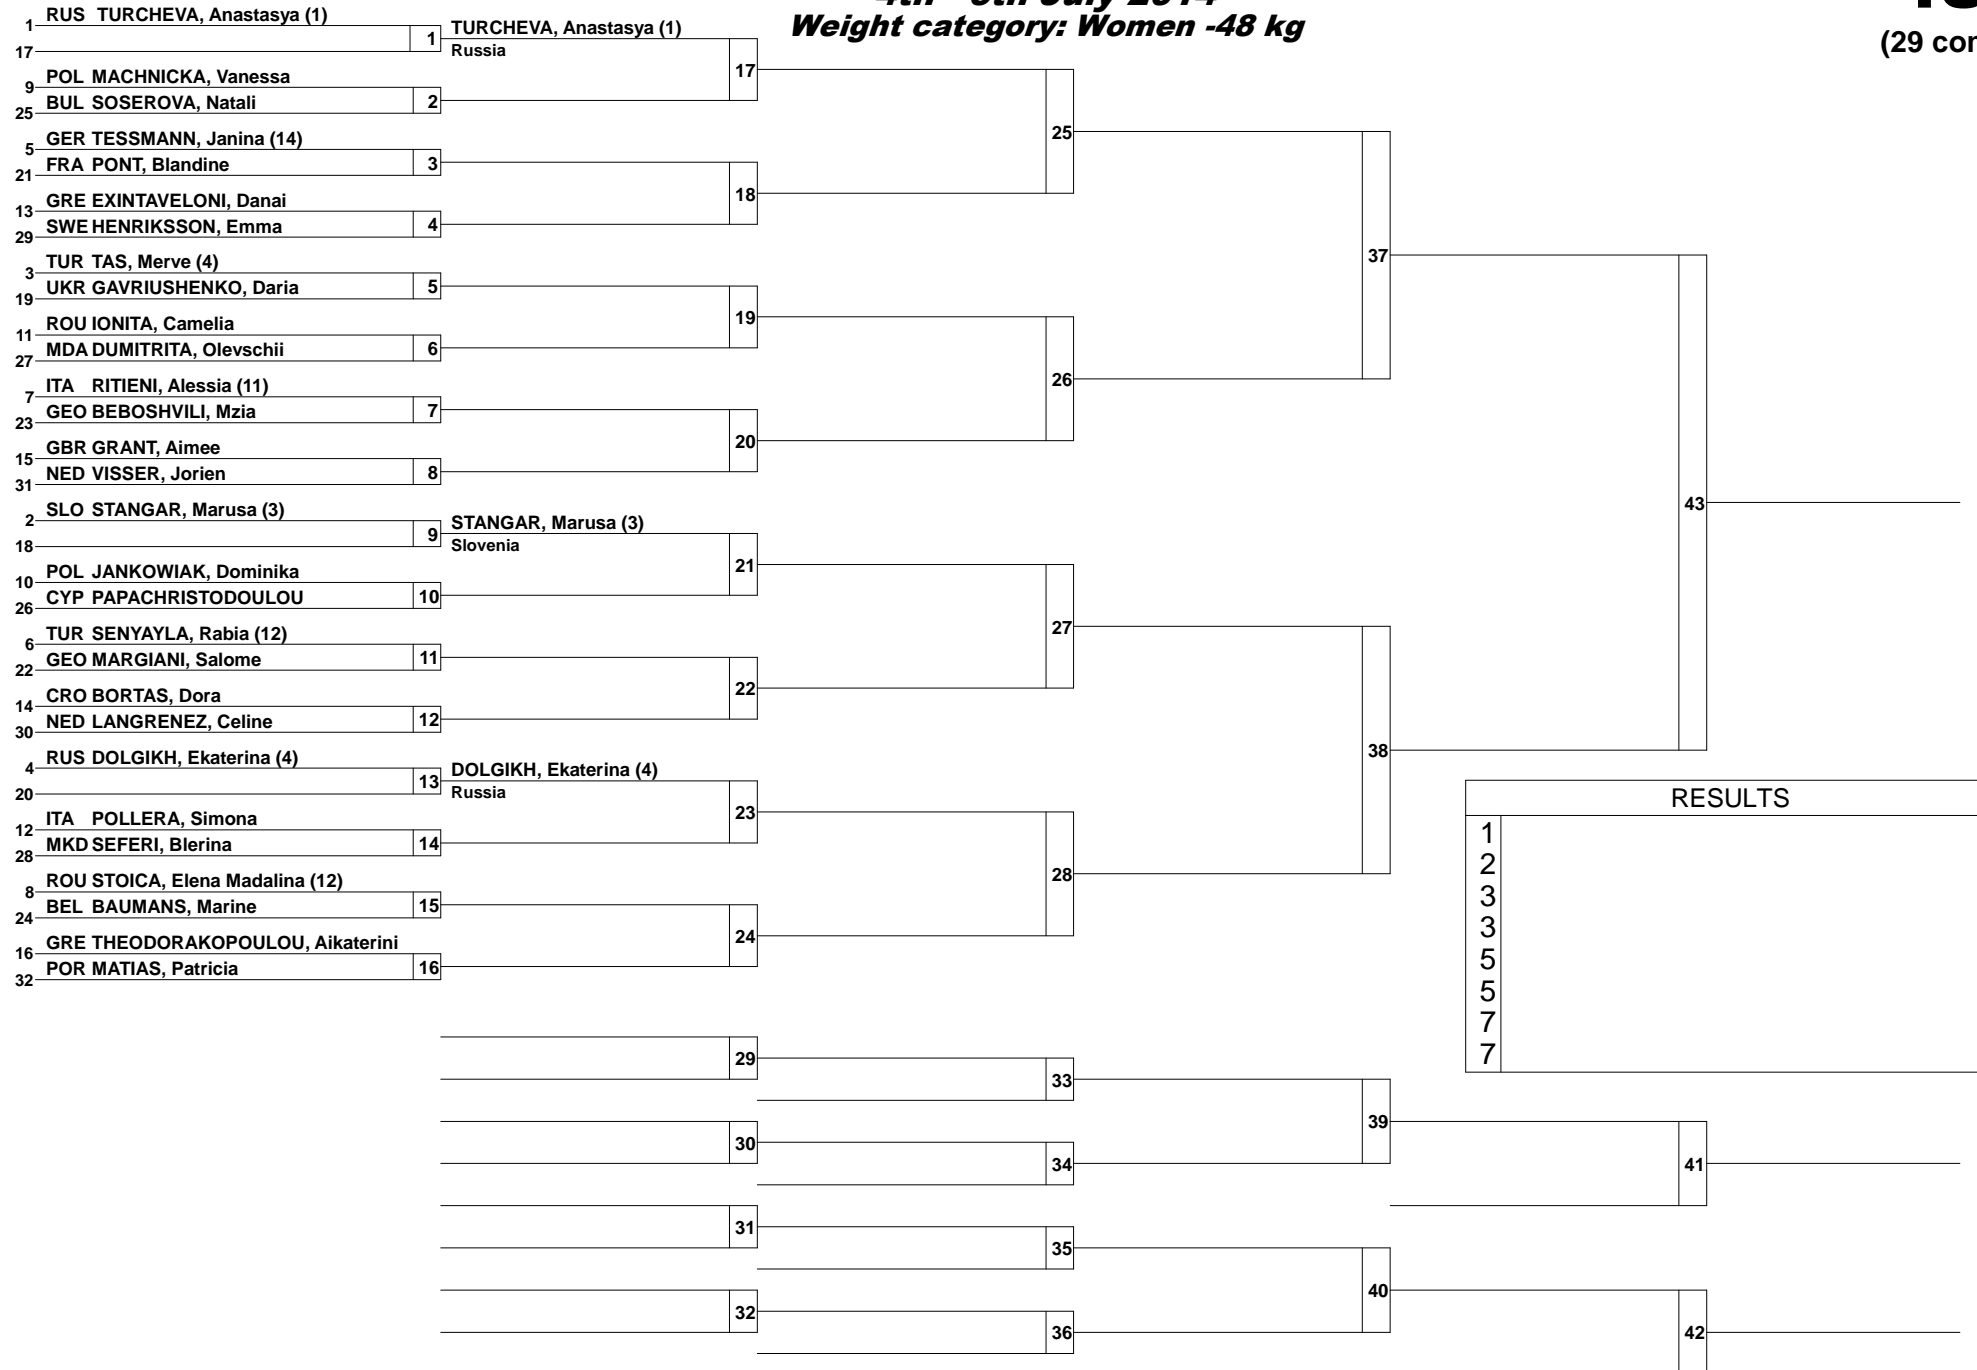 Weight category: Women -48 kg
(29
1 RUS TURCHEVA, Anastasya (1)
17
1
TURCHEVA, Anastasya (1)
Russia
9 POL MACHNICKA, Vanessa
25 BUL SOSEROVA, Natali
2
17
5 GER TESSMANN, Janina (14)
21 FRA PONT, Blandine
3
25
13 GRE EXINTAVELONI, Danai
29 SWE HENRIKSSON, Emma
4
18
3 TUR TAS, Merve (4)
19 UKR GAVRIUSHENKO, Daria
5
37
11 ROU IONITA, Camelia
27 MDA DUMITRITA, Olevschii
6
19
7 ITA RITIENI, Alessia (11)
23 GEO BEBOSHVILI, Mzia
7
26
15 GBR GRANT, Aimee
31 NED VISSER, Jorien
8
20
2 SLO STANGAR, Marusa (3)
18
9
STANGAR, Marusa (3)
Slovenia
43
10 POL JANKOWIAK, Dominika
26 CYP PAPACHRISTODOULOU
10
21
6 TUR SENYAYLA, Rabia (12)
22 GEO MARGIANI, Salome
11
27
14 CRO BORTAS, Dora
30 NED LANGRENEZ, Celine
12
22
4 RUS DOLGIKH, Ekaterina (4)
20
13
DOLGIKH, Ekaterina (4)
Russia
38
12 ITA POLLERA, Simona
28 MKD SEFERI, Blerina
14
23
8 ROU STOICA, Elena Madalina (12)
24 BEL BAUMANS, Marine
15
28
16 GRE THEODORAKOPOULOU, Aikaterini
32 POR MATIAS, Patricia
16
24
RESULTS
1
2
3
3
5
5
7
7
29
33
30
34
39
41
31
35
32
36
40
42